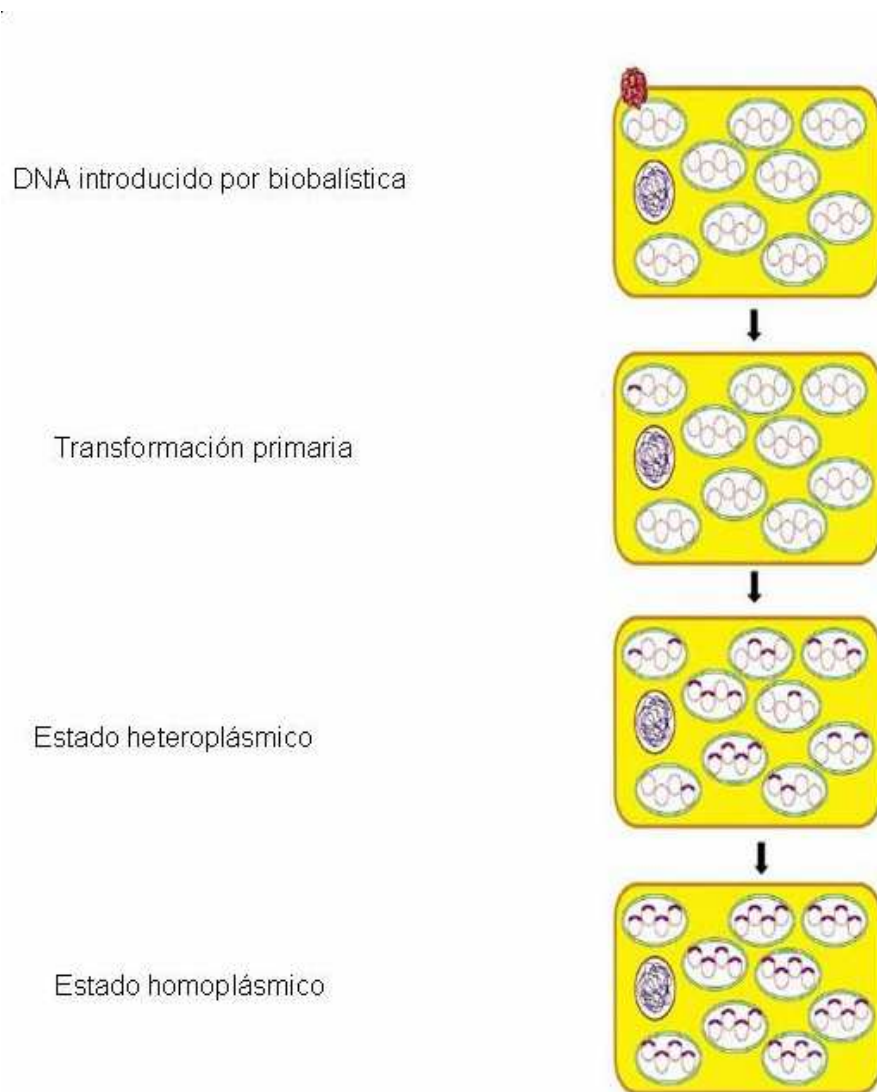 DNA introducido por biobalística
Transformación primaria
Estado heteroplásmico
Estado homoplásmico